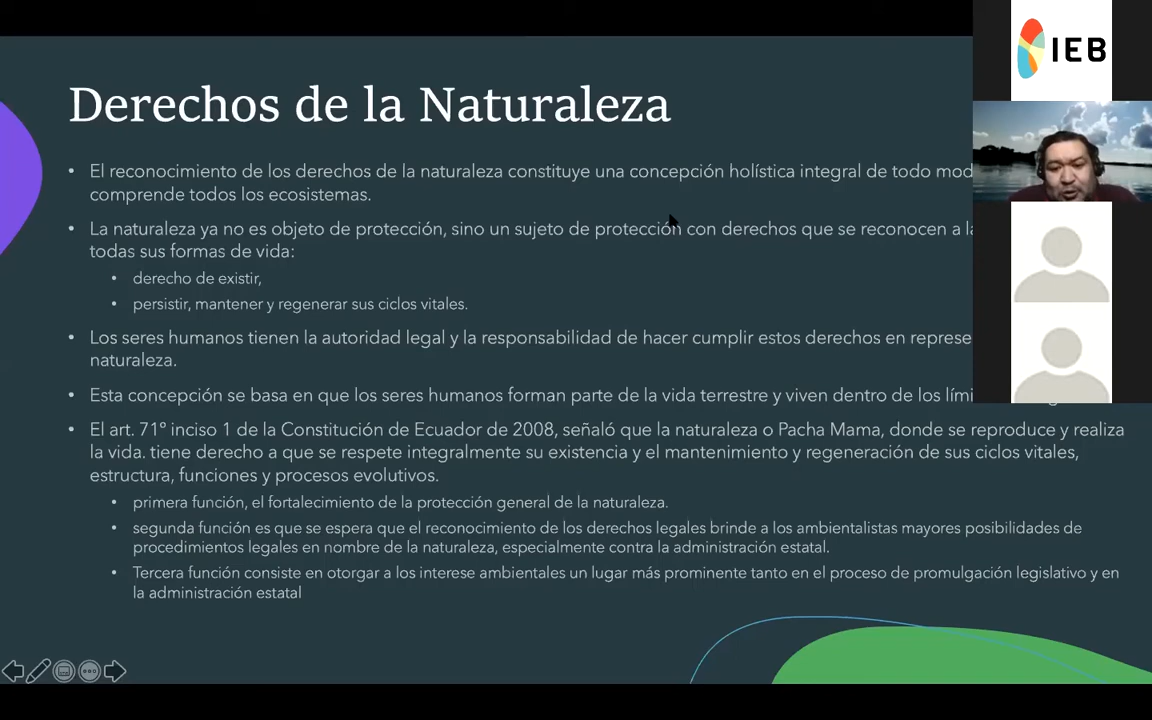 IEB
Derechos de la Naturaleza
• El reconocimiento de los derechos de la naturaleza constituye una concepción holística integral de todo
comprende todos los ecosistemas.
• La naturaleza ya no es objeto de protección, sino un sujeto de protección con derechos que se reconocen a
todas sus formas de vida:
• derecho de existir,
• persistir, mantener y regenerar sus ciclos vitales.
• Los seres humanos tienen la autoridad legal y la responsabilidad de hacer cumplir estos derechos en
naturaleza.
• Esta concepción se basa en que los seres humanos forman parte de la vida terrestre y viven dentro de los
• El art. 71º inciso 1 de la Constitución de Ecuador de 2008, señaló que la naturaleza o Pacha Mama, donde se reproduce y realiza
la vida. tiene derecho a que se respete integralmente su existencia y el mantenimiento y regeneración de sus ciclos vitales,
estructura, funciones y procesos evolutivos.
• primera función, el fortalecimiento de la protección general de la naturaleza.
• segunda función es que se espera que el reconocimiento de los derechos legales brinde a los ambientalistas mayores posibilidades de
procedimientos legales en nombre de la naturaleza, especialmente contra la administración estatal.
• Tercera función consiste en otorgar a los interese ambientales un lugar más prominente tanto en el proceso de promulgación legislativo y en
la administración estatal